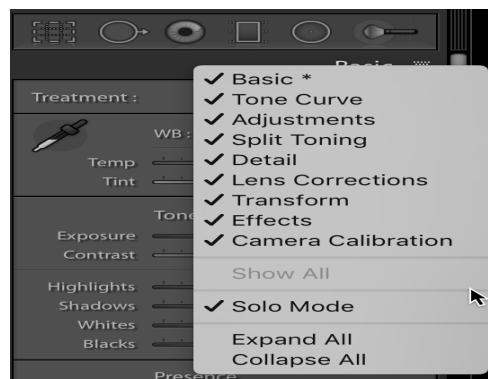 Basic
Treatment :
WB :
Temp
Tint
Tone
Exposure
Contrast
Highlights
Shadows
Whites
Blacks
Presence
✓ Basic *
✓ Tone Curve
✓ Adjustments
✓ Split Toning
✓ Detail
✓ Lens Corrections
✓ Transform
✓ Effects
✓ Camera Calibration
Show All
✓ Solo Mode
Expand All
Collapse All